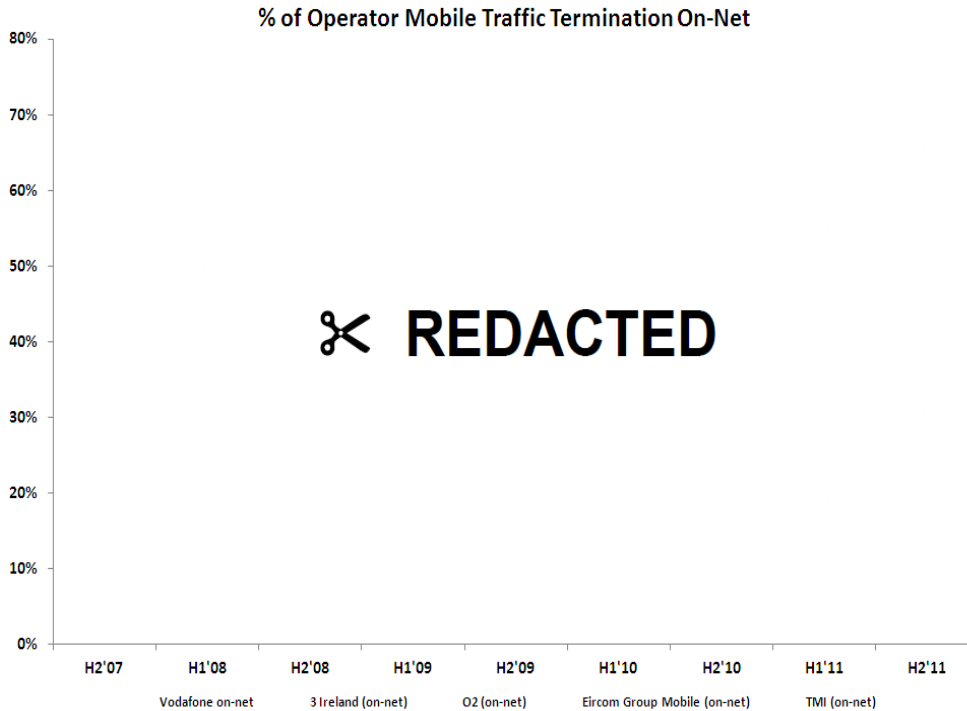 % of Operator Mobile Traffic Termination On-Net
80%
70%
60%
50%
40%
30%
20%
10%
0%
REDACTED
H2'07 H1'08 H2'08 H1'09 H2'09 H1'10 H2'10 H1'11 H2'11
Vodafone on-net 3 Ireland (on-net) O2 (on-net) Eircom Group Mobile (on-net) TMI (on-net)